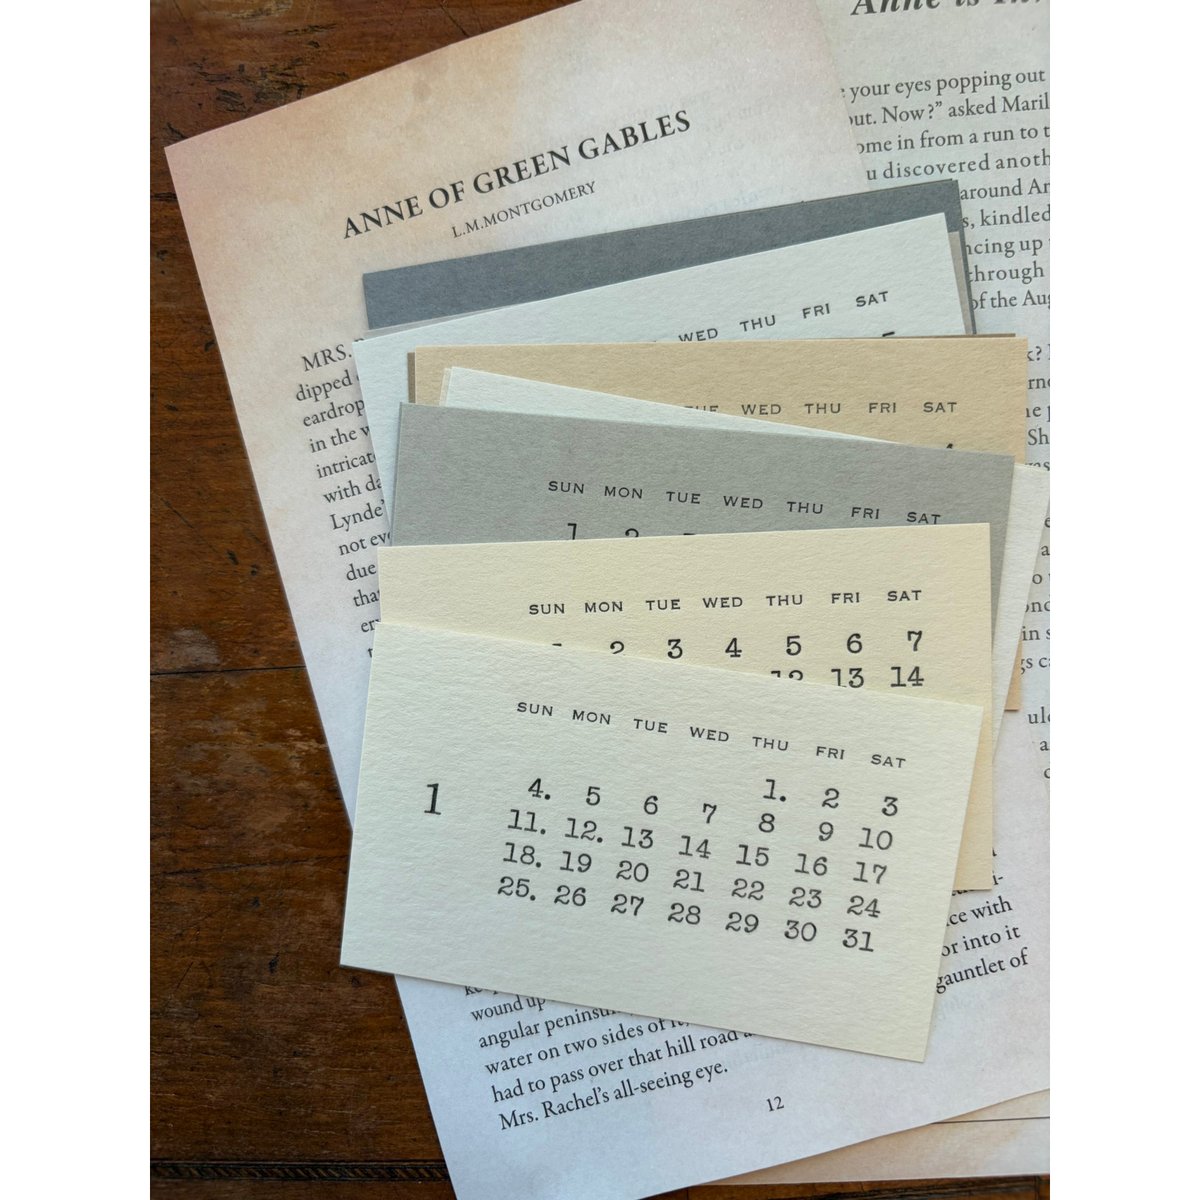 Anne is
ANNE OF GREEN GABLES
L.M.MONTGOMERY
your eyes popping out
out. Now?” asked Maril
ome in from a run to t
u discovered anoth
around An
s, kindled
ncing up
through
of the Aug
MRS.
dipped
eardrop
in the w
intricat
with da
Lynde’
not eve
due
tha
WED THU FRI SAT
WED THU FRI SAT
SUN MON TUE WED THU FRI SAT
1 2
SUN MON TUE WED THU FRI SAT
2 3 4 5 6 7
12 13 14
SUN MON TUE WED THU FRI SAT
1
1. 2 3
4. 5 6 7 8 9 10
11. 12. 13 14 15 16 17
18. 19 20 21 22 23 24
25. 26 27 28 29 30 31
ce with
or into it
gauntlet of
wound up
angular peninsu
water on two sides of it,
had to pass over that hill road
Mrs. Rachel’s all-seeing eye.
12